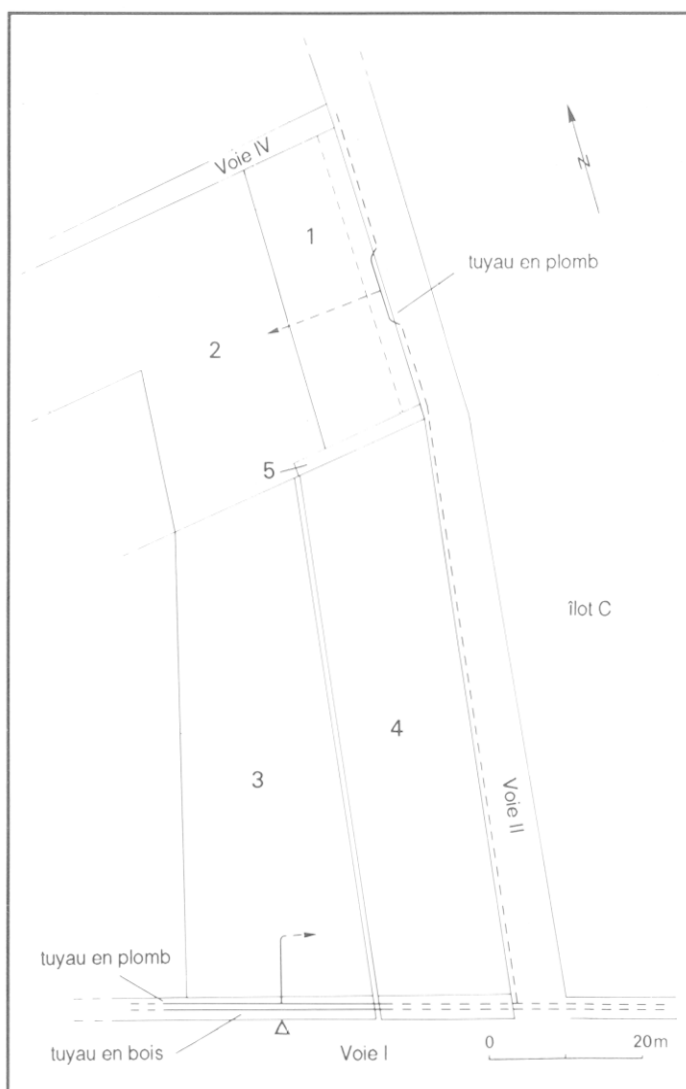 Voie IV
N
1
tuyau en plomb
2
5
îlot C
4
3
Voie II
tuyau en plomb
tuyau en bois
Voie I
0 20m